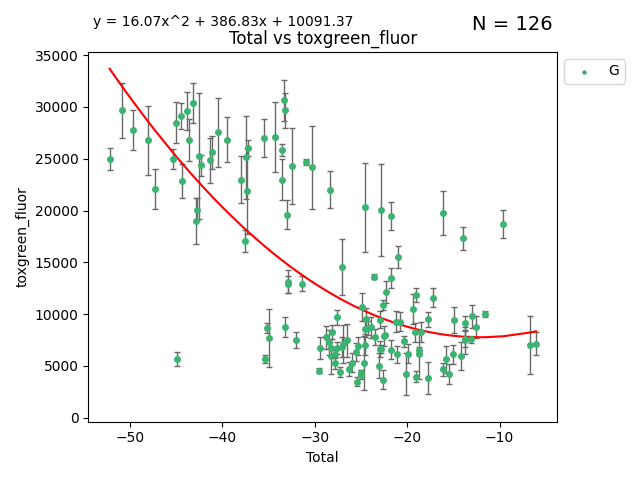 y = 16.07x^2 + 386.83x + 10091.37
N = 126
Total vs toxgreen_fluor
G
35000
30000
25000
20000
15000
10000
5000
0
toxgreen_fluor
−50 −40 −30 −20 −10
Total